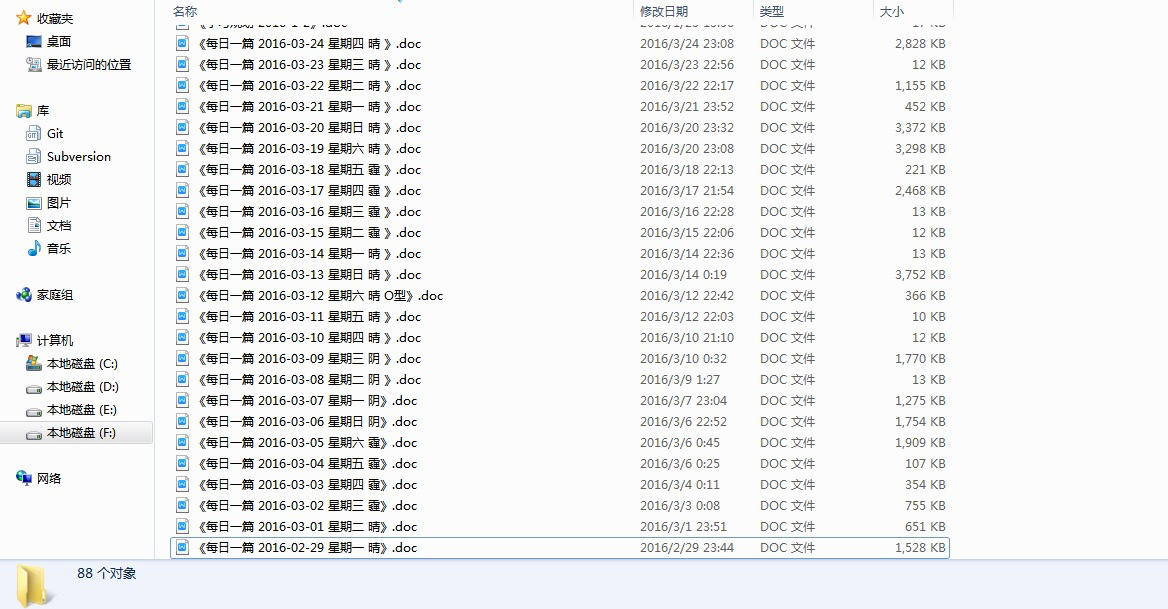 收藏夹
桌面
最近访问的位置
库
Git
Subversion
视频
图片
文档
音乐
家庭组
计算机
本地磁盘 (C:)
本地磁盘 (D:)
本地磁盘 (E:)
本地磁盘 (F:)
网络
名称 修改日期 类型 大小
《每日一篇 2016-03-24 星期四 晴 》.doc 2016/3/24 23:08 DOC 文件 2,828 KB
《每日一篇 2016-03-23 星期三 晴 》.doc 2016/3/23 22:56 DOC 文件 12 KB
《每日一篇 2016-03-22 星期二 晴 》.doc 2016/3/22 22:17 DOC 文件 1,155 KB
《每日一篇 2016-03-21 星期一 晴 》.doc 2016/3/21 23:52 DOC 文件 452 KB
《每日一篇 2016-03-20 星期日 晴 》.doc 2016/3/20 23:32 DOC 文件 3,372 KB
《每日一篇 2016-03-19 星期六 晴 》.doc 2016/3/20 23:08 DOC 文件 3,298 KB
《每日一篇 2016-03-18 星期五 霾 》.doc 2016/3/18 22:13 DOC 文件 221 KB
《每日一篇 2016-03-17 星期四 霾 》.doc 2016/3/17 21:54 DOC 文件 2,468 KB
《每日一篇 2016-03-16 星期三 霾 》.doc 2016/3/16 22:28 DOC 文件 13 KB
《每日一篇 2016-03-15 星期二 霾 》.doc 2016/3/15 22:06 DOC 文件 12 KB
《每日一篇 2016-03-14 星期一 晴 》.doc 2016/3/14 22:36 DOC 文件 13 KB
《每日一篇 2016-03-13 星期日 晴 》.doc 2016/3/14 0:19 DOC 文件 3,752 KB
《每日一篇 2016-03-12 星期六 晴 O型》.doc 2016/3/12 22:42 DOC 文件 366 KB
《每日一篇 2016-03-11 星期五 晴 》.doc 2016/3/12 22:03 DOC 文件 10 KB
《每日一篇 2016-03-10 星期四 晴 》.doc 2016/3/10 21:10 DOC 文件 12 KB
《每日一篇 2016-03-09 星期三 阴 》.doc 2016/3/10 0:32 DOC 文件 1,770 KB
《每日一篇 2016-03-08 星期二 阴 》.doc 2016/3/9 1:27 DOC 文件 13 KB
《每日一篇 2016-03-07 星期一 阴》.doc 2016/3/7 23:04 DOC 文件 1,275 KB
《每日一篇 2016-03-06 星期日 阴》.doc 2016/3/6 22:52 DOC 文件 1,754 KB
《每日一篇 2016-03-05 星期六 霾》.doc 2016/3/6 0:45 DOC 文件 1,909 KB
《每日一篇 2016-03-04 星期五 霾》.doc 2016/3/6 0:25 DOC 文件 107 KB
《每日一篇 2016-03-03 星期四 霾》.doc 2016/3/4 0:11 DOC 文件 354 KB
《每日一篇 2016-03-02 星期三 霾》.doc 2016/3/3 0:08 DOC 文件 755 KB
《每日一篇 2016-03-01 星期二 晴》.doc 2016/3/1 23:51 DOC 文件 651 KB
《每日一篇 2016-02-29 星期一 晴》.doc 2016/2/29 23:44 DOC 文件 1,528 KB
88 个对象